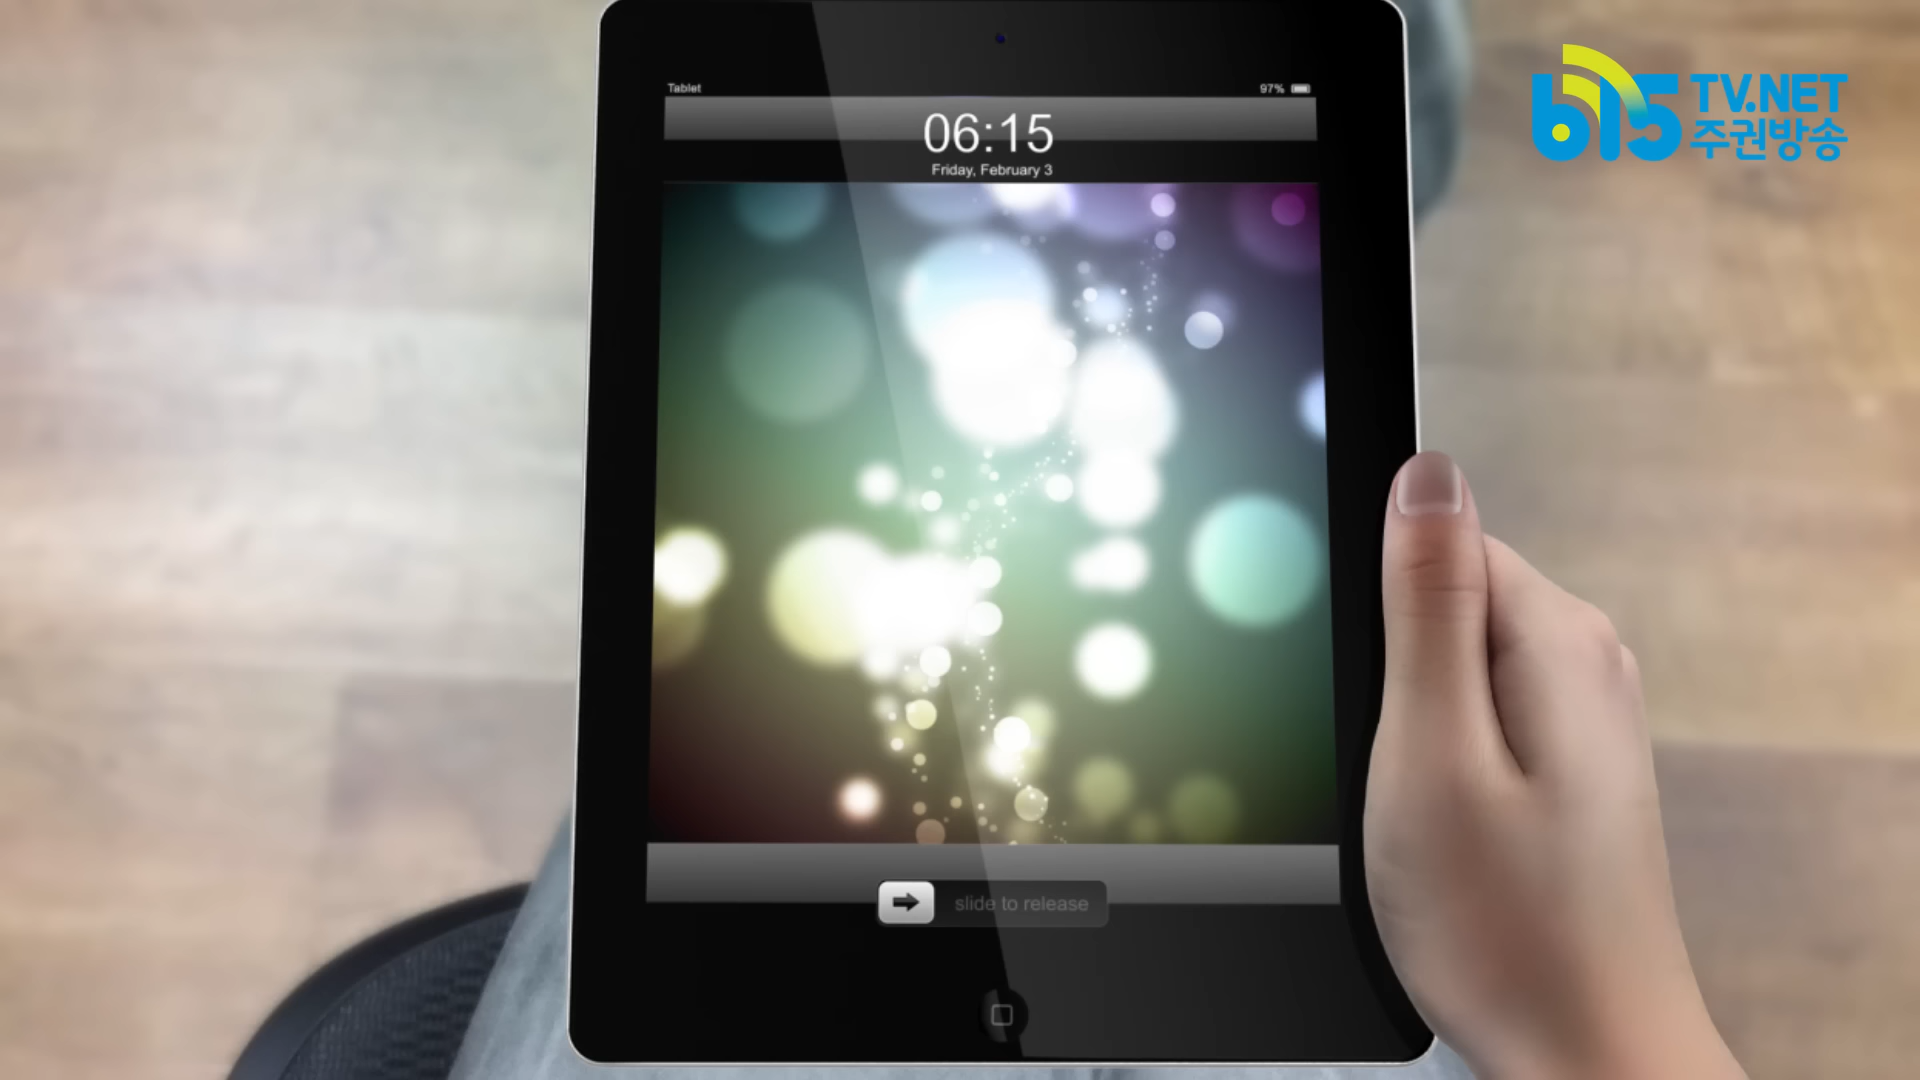 Tablet
97%
06:15
Friday, February 3
slide to release
615 TV.NET
주권방송